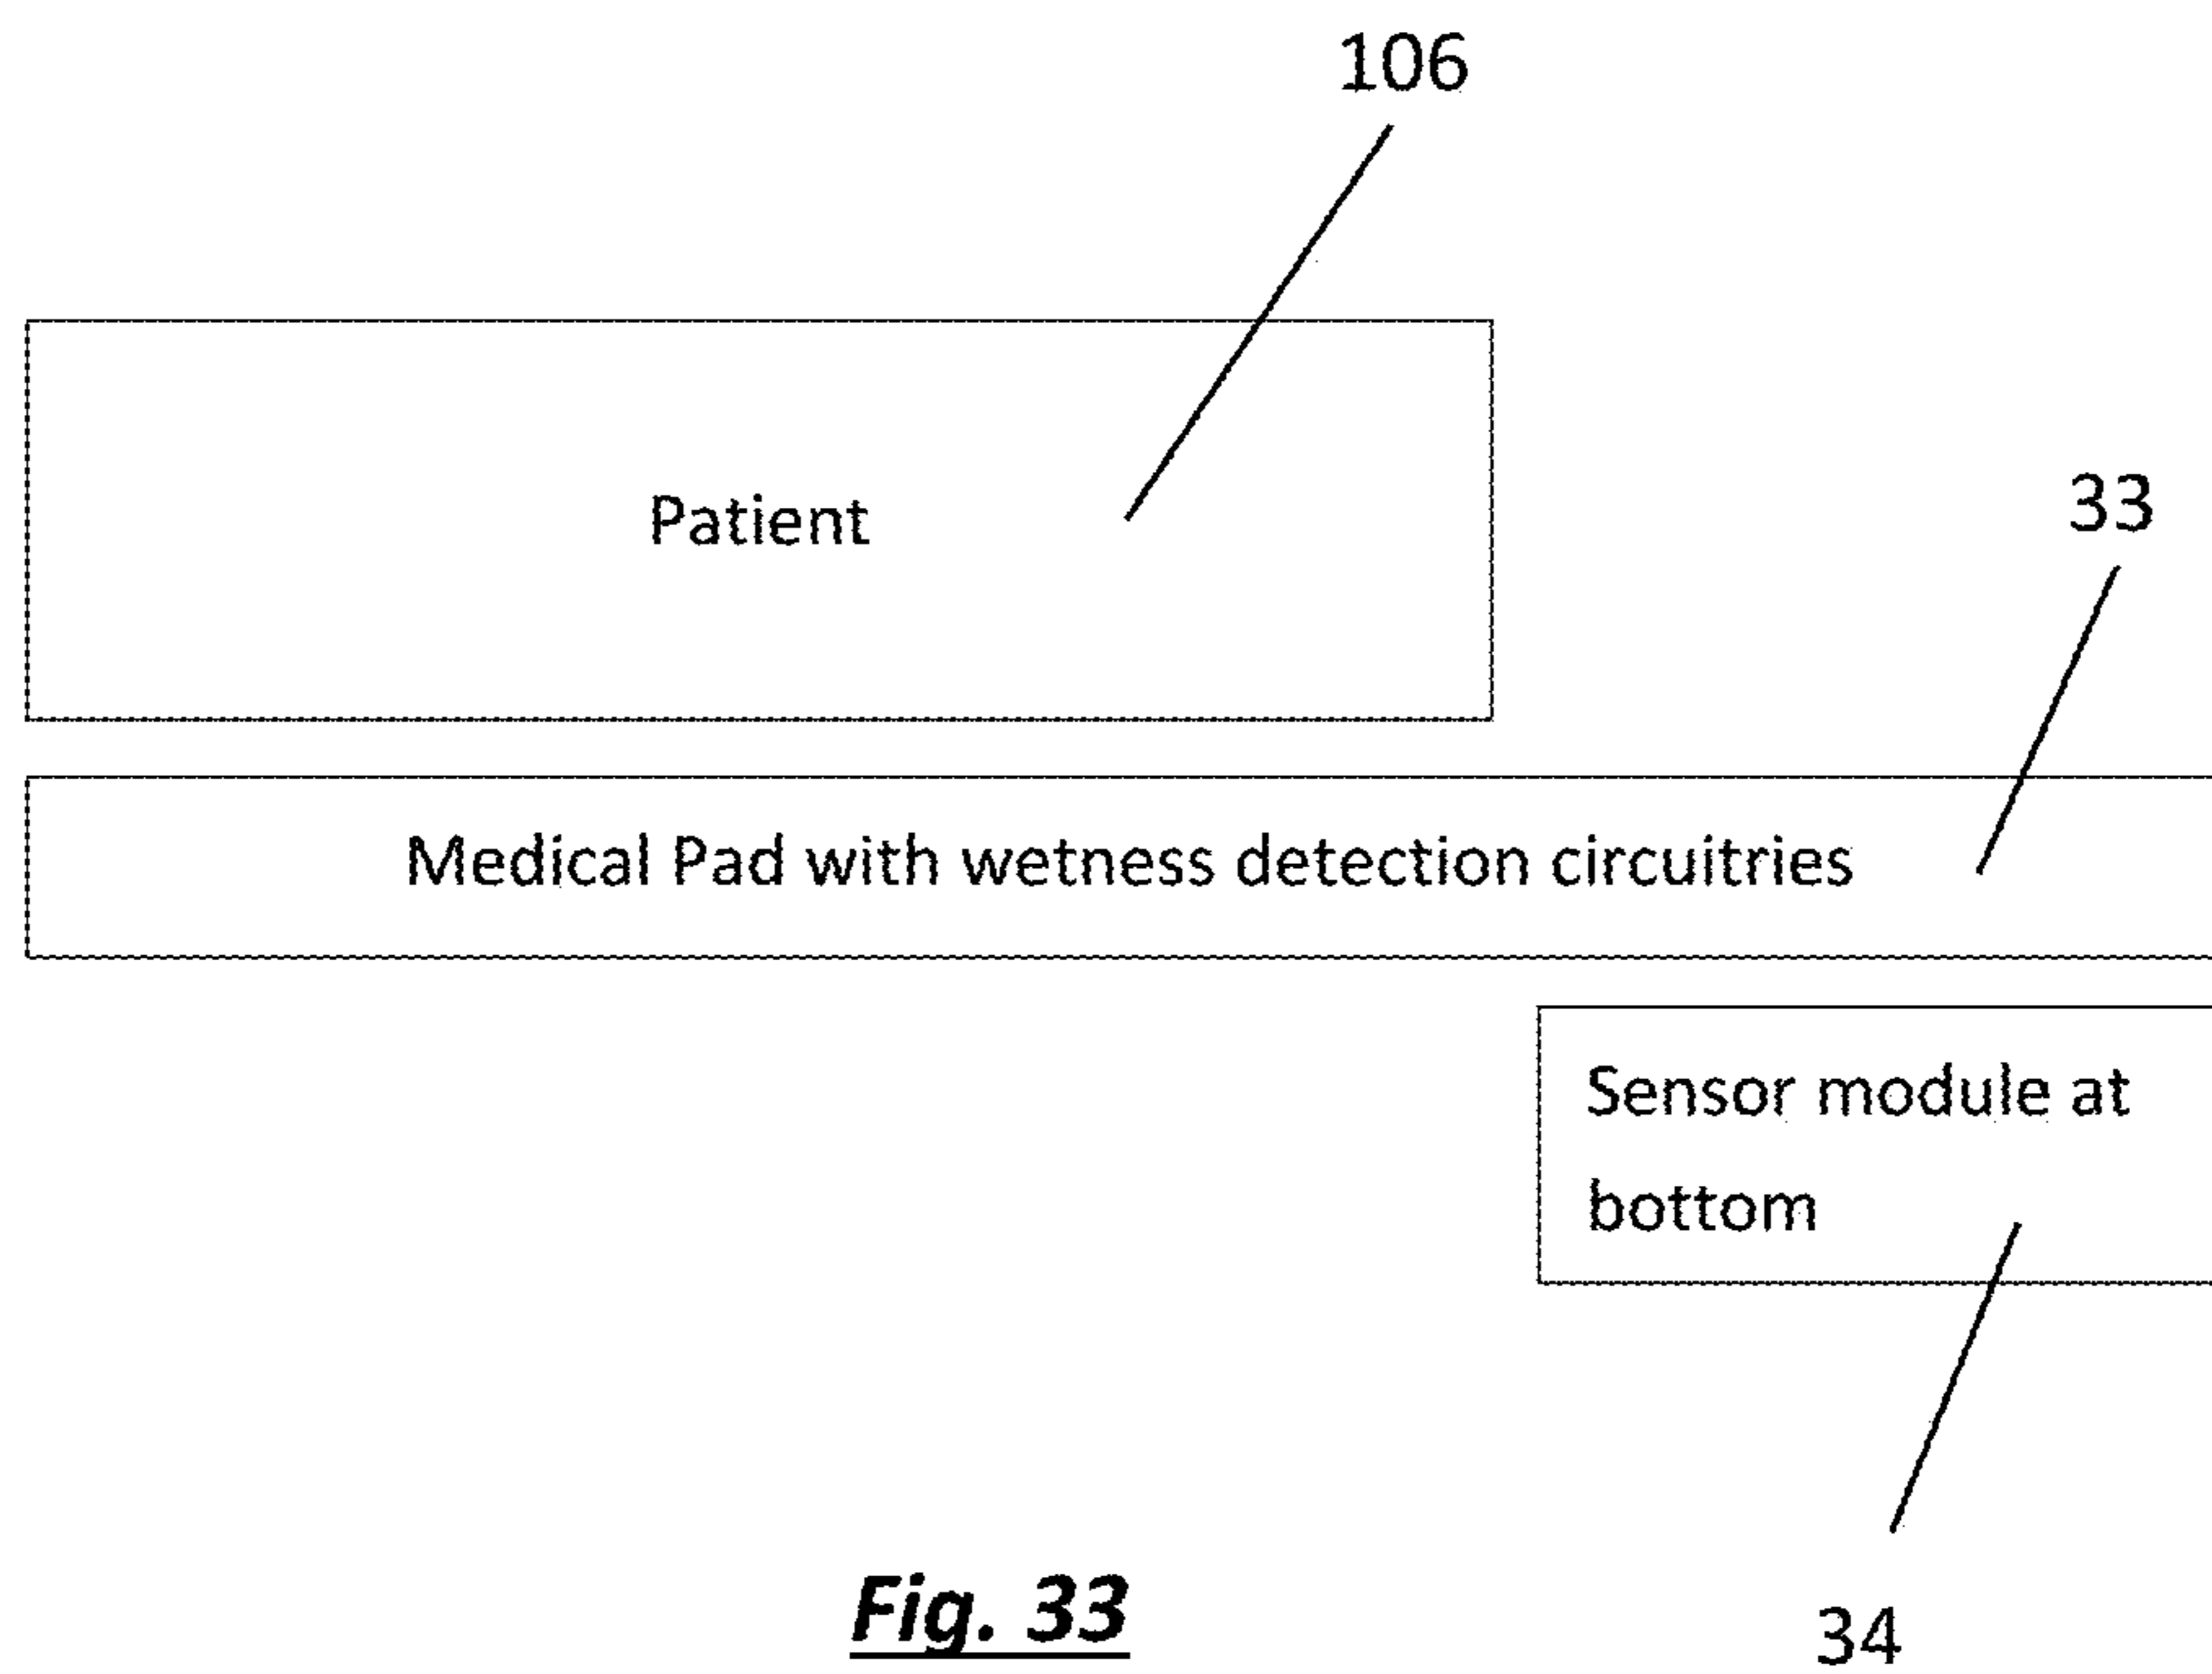 106
Patient
33
Medical Pad with wetness detection circuitries
Sensor module at
bottom
34
Fig. 33